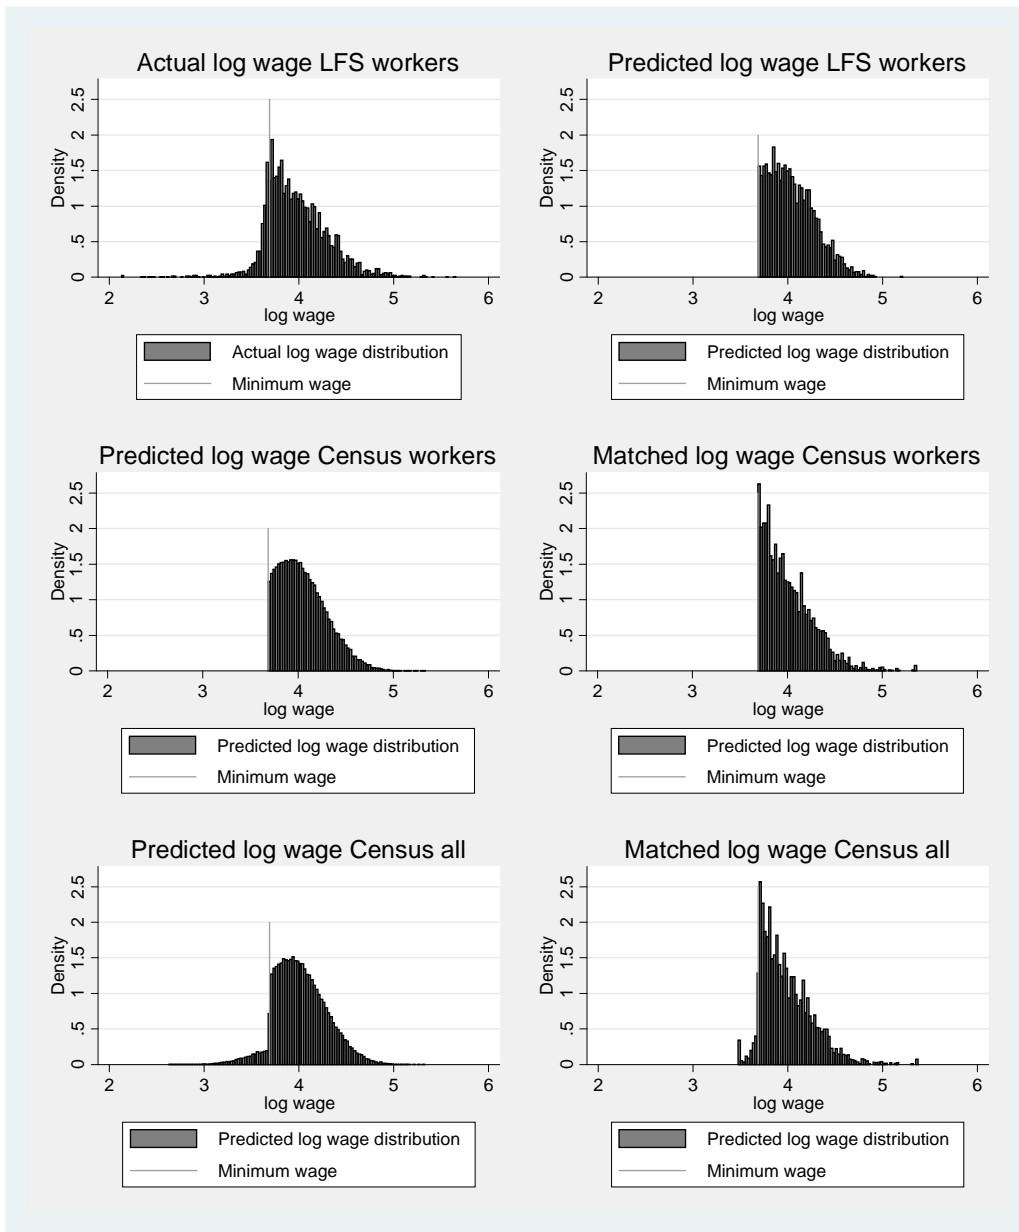 Actual log wage LFS workers
Density
0 .5 1 1.5 2 2.5
2 3 4 5 6
log wage
Actual log wage distribution
Minimum wage
Predicted log wage LFS workers
Density
0 .5 1 1.5 2 2.5
2 3 4 5 6
log wage
Predicted log wage distribution
Minimum wage
Predicted log wage Census workers
Density
0 .5 1 1.5 2 2.5
2 3 4 5 6
log wage
Predicted log wage distribution
Minimum wage
Matched log wage Census workers
Density
0 .5 1 1.5 2 2.5
2 3 4 5 6
log wage
Predicted log wage distribution
Minimum wage
Predicted log wage Census all
Density
0 .5 1 1.5 2 2.5
2 3 4 5 6
log wage
Predicted log wage distribution
Minimum wage
Matched log wage Census all
Density
0 .5 1 1.5 2 2.5
2 3 4 5 6
log wage
Predicted log wage distribution
Minimum wage